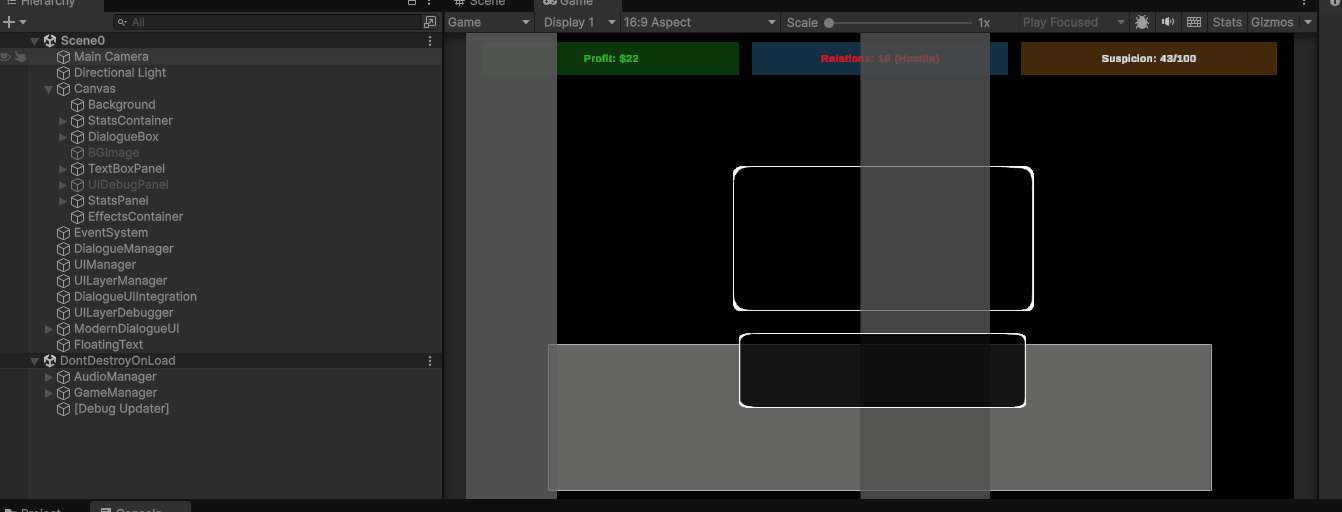 Hierarchy
Scene
Game
All
Game
Display 1
16:9 Aspect
Scale
1x
Play Focused
Stats
Gizmos
Scene0
Main Camera
Directional Light
Canvas
Background
StatsContainer
DialogueBox
BGImage
TextBoxPanel
UIDebugPanel
StatsPanel
EffectsContainer
EventSystem
DialogueManager
UIManager
UILayerManager
DialogueUIIntegration
UILayerDebugger
ModernDialogueUI
FloatingText
DontDestroyOnLoad
AudioManager
GameManager
[Debug Updater]
Profit: $22
Relations: 18 (Hostile)
Suspicion: 43/100
Project
Console